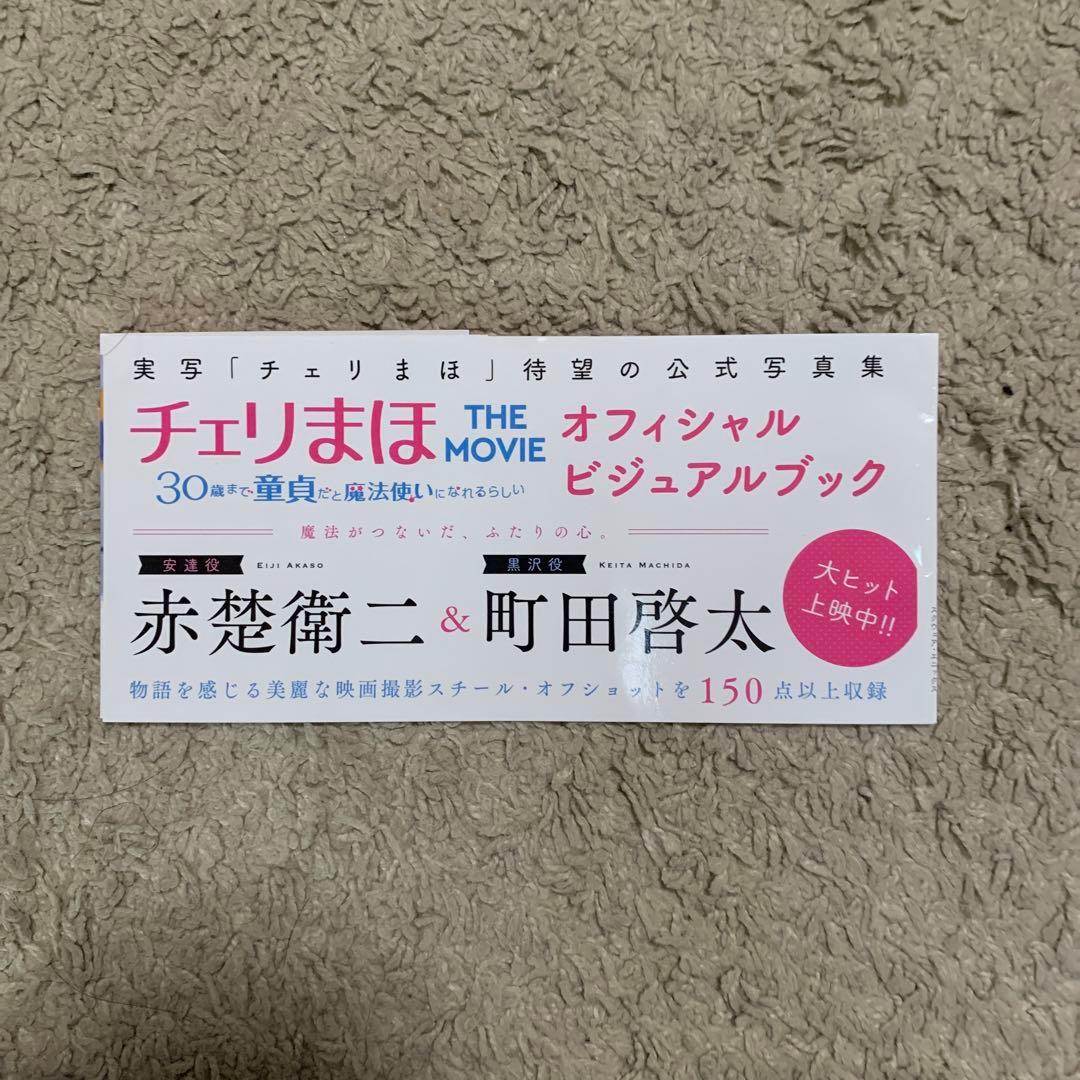 実写「チェリまほ」待望の公式写真集
チェリまほ THE MOVIE
30歳まで童貞だと魔法使いになれるらしい
オフィシャル
ビジュアルブック
魔法がつないだ、ふたりの心。
安達役 EIJI AKASO
赤楚衛二
&
黒沢役 KEITA MACHIDA
町田啓太
大ヒット
上映中!!
物語を感じる美麗な映画撮影スチール・オフショットを150点以上収録